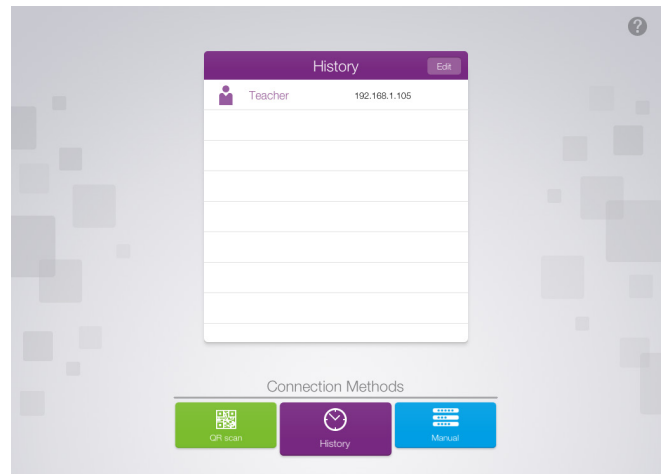 ?
History Edit
Teacher 192.168.1.105
Connection Methods
QR scan History Manual